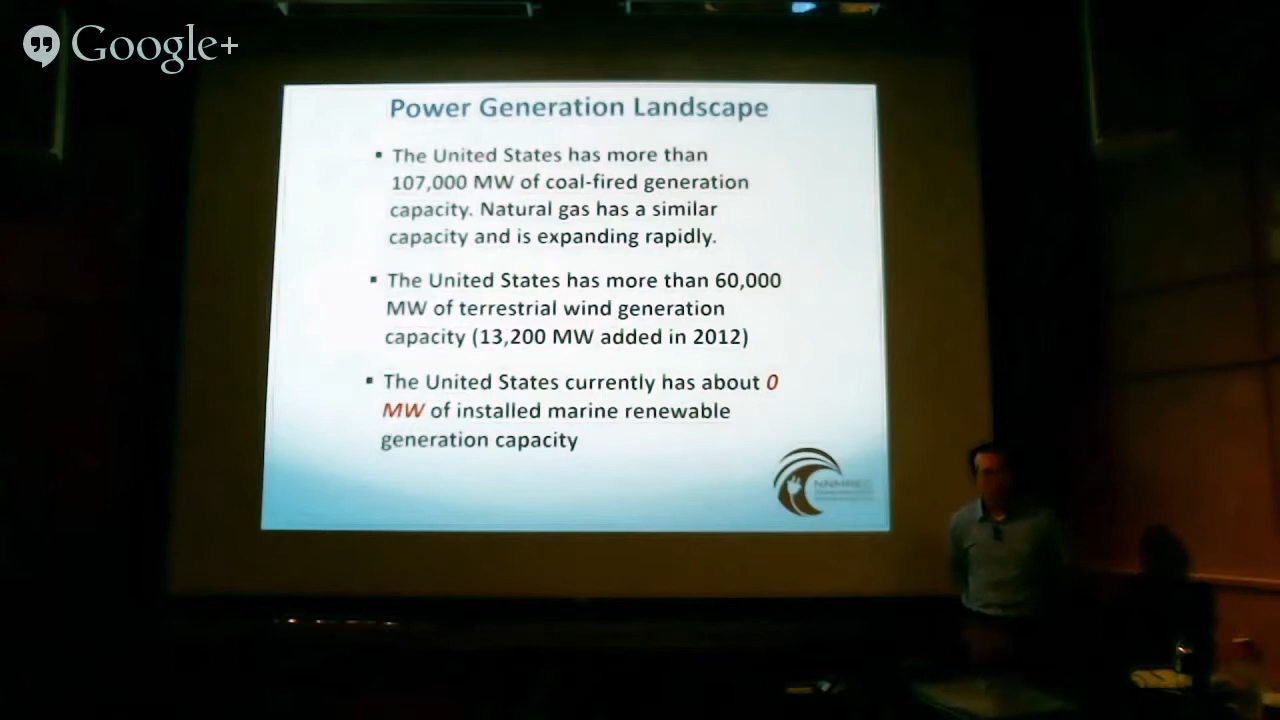 Google+
Power Generation Landscape
▪ The United States has more than
107,000 MW of coal-fired generation
capacity. Natural gas has a similar
capacity and is expanding rapidly.
▪ The United States has more than 60,000
MW of terrestrial wind generation
capacity (13,200 MW added in 2012)
▪ The United States currently has about 0
MW of installed marine renewable
generation capacity
NNMREC